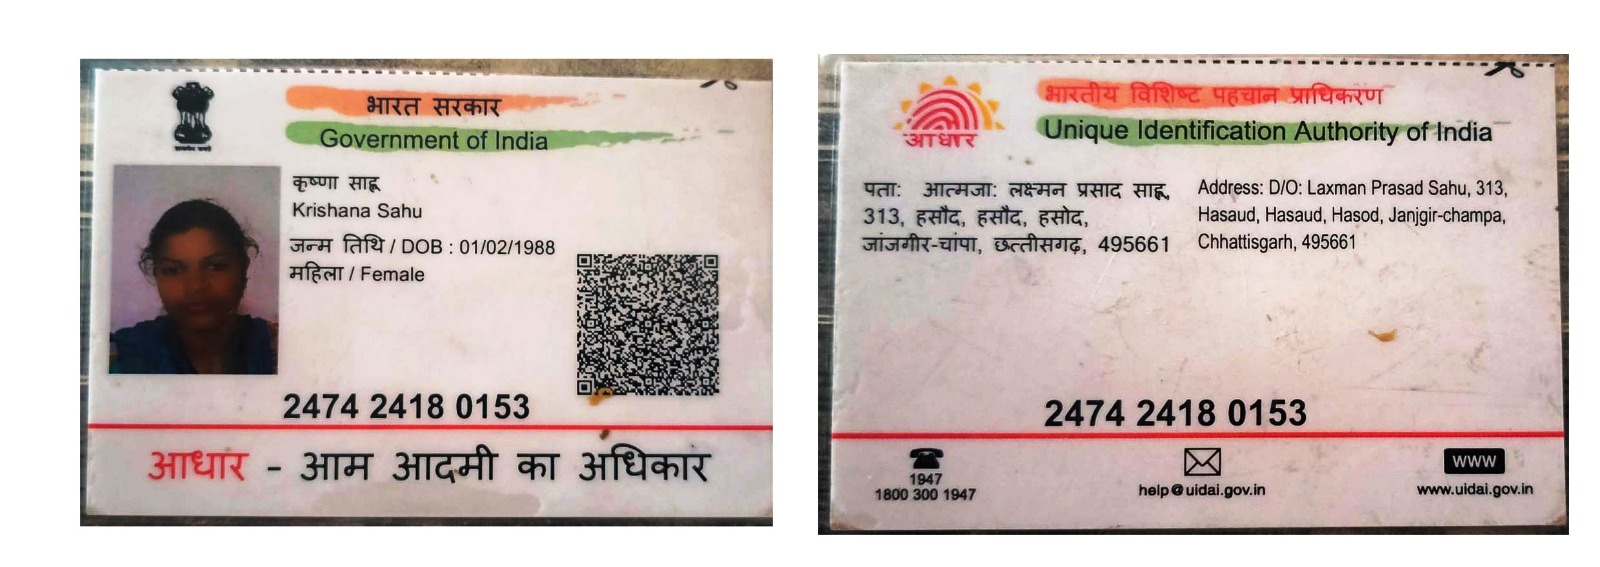 भारत सरकार
Government of India
कृष्णा साहू
Krishana Sahu
जन्म तिथि / DOB : 01/02/1988
महिला / Female
2474 2418 0153
आधार - आम आदमी का अधिकार
भारतीय विशिष्ट पहचान प्राधिकरण
Unique Identification Authority of India
आधार
पता: आत्मजा: लक्ष्मन प्रसाद साहू,
313, हसौद, हसौद, हसोद,
जांजगीर-चांपा, छत्तीसगढ़, 495661
Address: D/O: Laxman Prasad Sahu, 313,
Hasaud, Hasaud, Hasod, Janjgir-champa,
Chhattisgarh, 495661
2474 2418 0153
1947
1800 300 1947
help@uidai.gov.in
www
www.uidai.gov.in